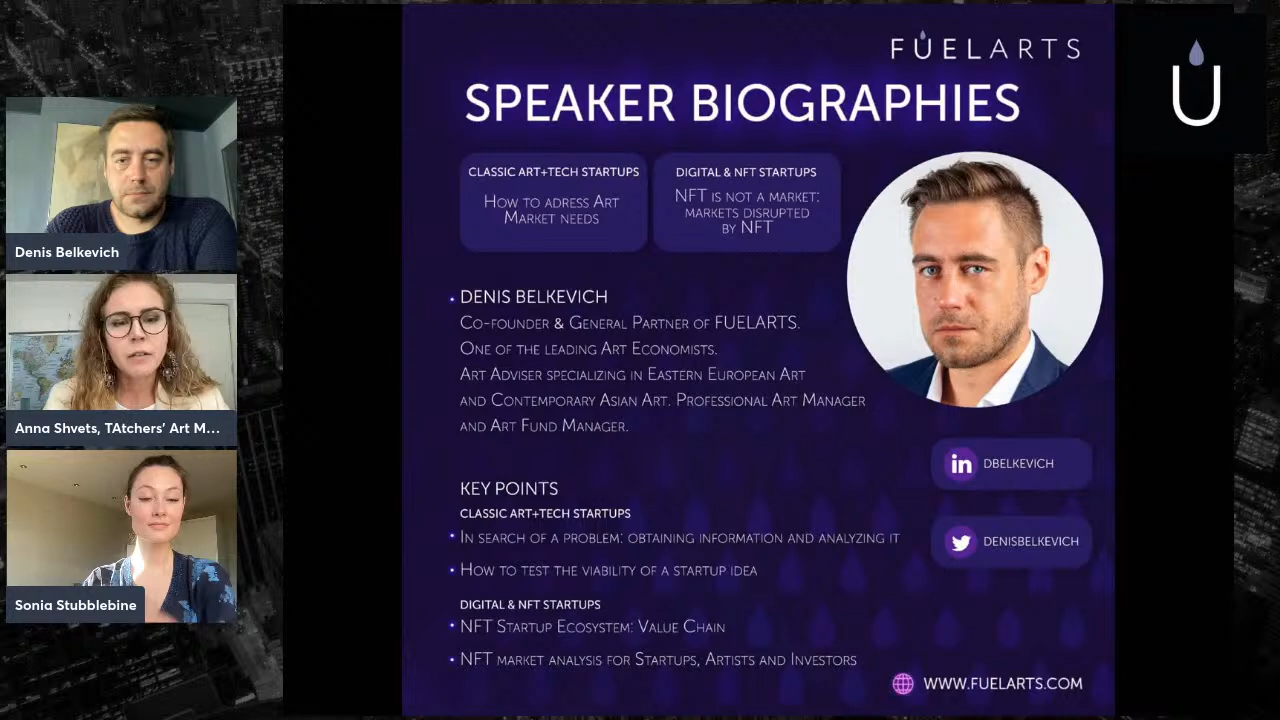 FUELARTS
SPEAKER BIOGRAPHIES
CLASSIC ART+TECH STARTUPS
HOW TO ADRESS ART
MARKET NEEDS
DIGITAL & NFT STARTUPS
NFT IS NOT A MARKET:
MARKETS DISRUPTED
BY NFT
• DENIS BELKEVICH
CO-FOUNDER & GENERAL PARTNER OF FUELARTS.
ONE OF THE LEADING ART ECONOMISTS.
ART ADVISER SPECIALIZING IN EASTERN EUROPEAN ART
AND CONTEMPORARY ASIAN ART. PROFESSIONAL ART MANAGER
AND ART FUND MANAGER.
in DBELKEVICH
DENISBELKEVICH
KEY POINTS
CLASSIC ART+TECH STARTUPS
• IN SEARCH OF A PROBLEM: OBTAINING INFORMATION AND ANALYZING IT
• HOW TO TEST THE VIABILITY OF A STARTUP IDEA
DIGITAL & NFT STARTUPS
• NFT STARTUP ECOSYSTEM: VALUE CHAIN
• NFT MARKET ANALYSIS FOR STARTUPS, ARTISTS AND INVESTORS
WWW.FUELARTS.COM
Denis Belkevich
Anna Shvets, TAtchers' Art M...
Sonia Stubblebine
U